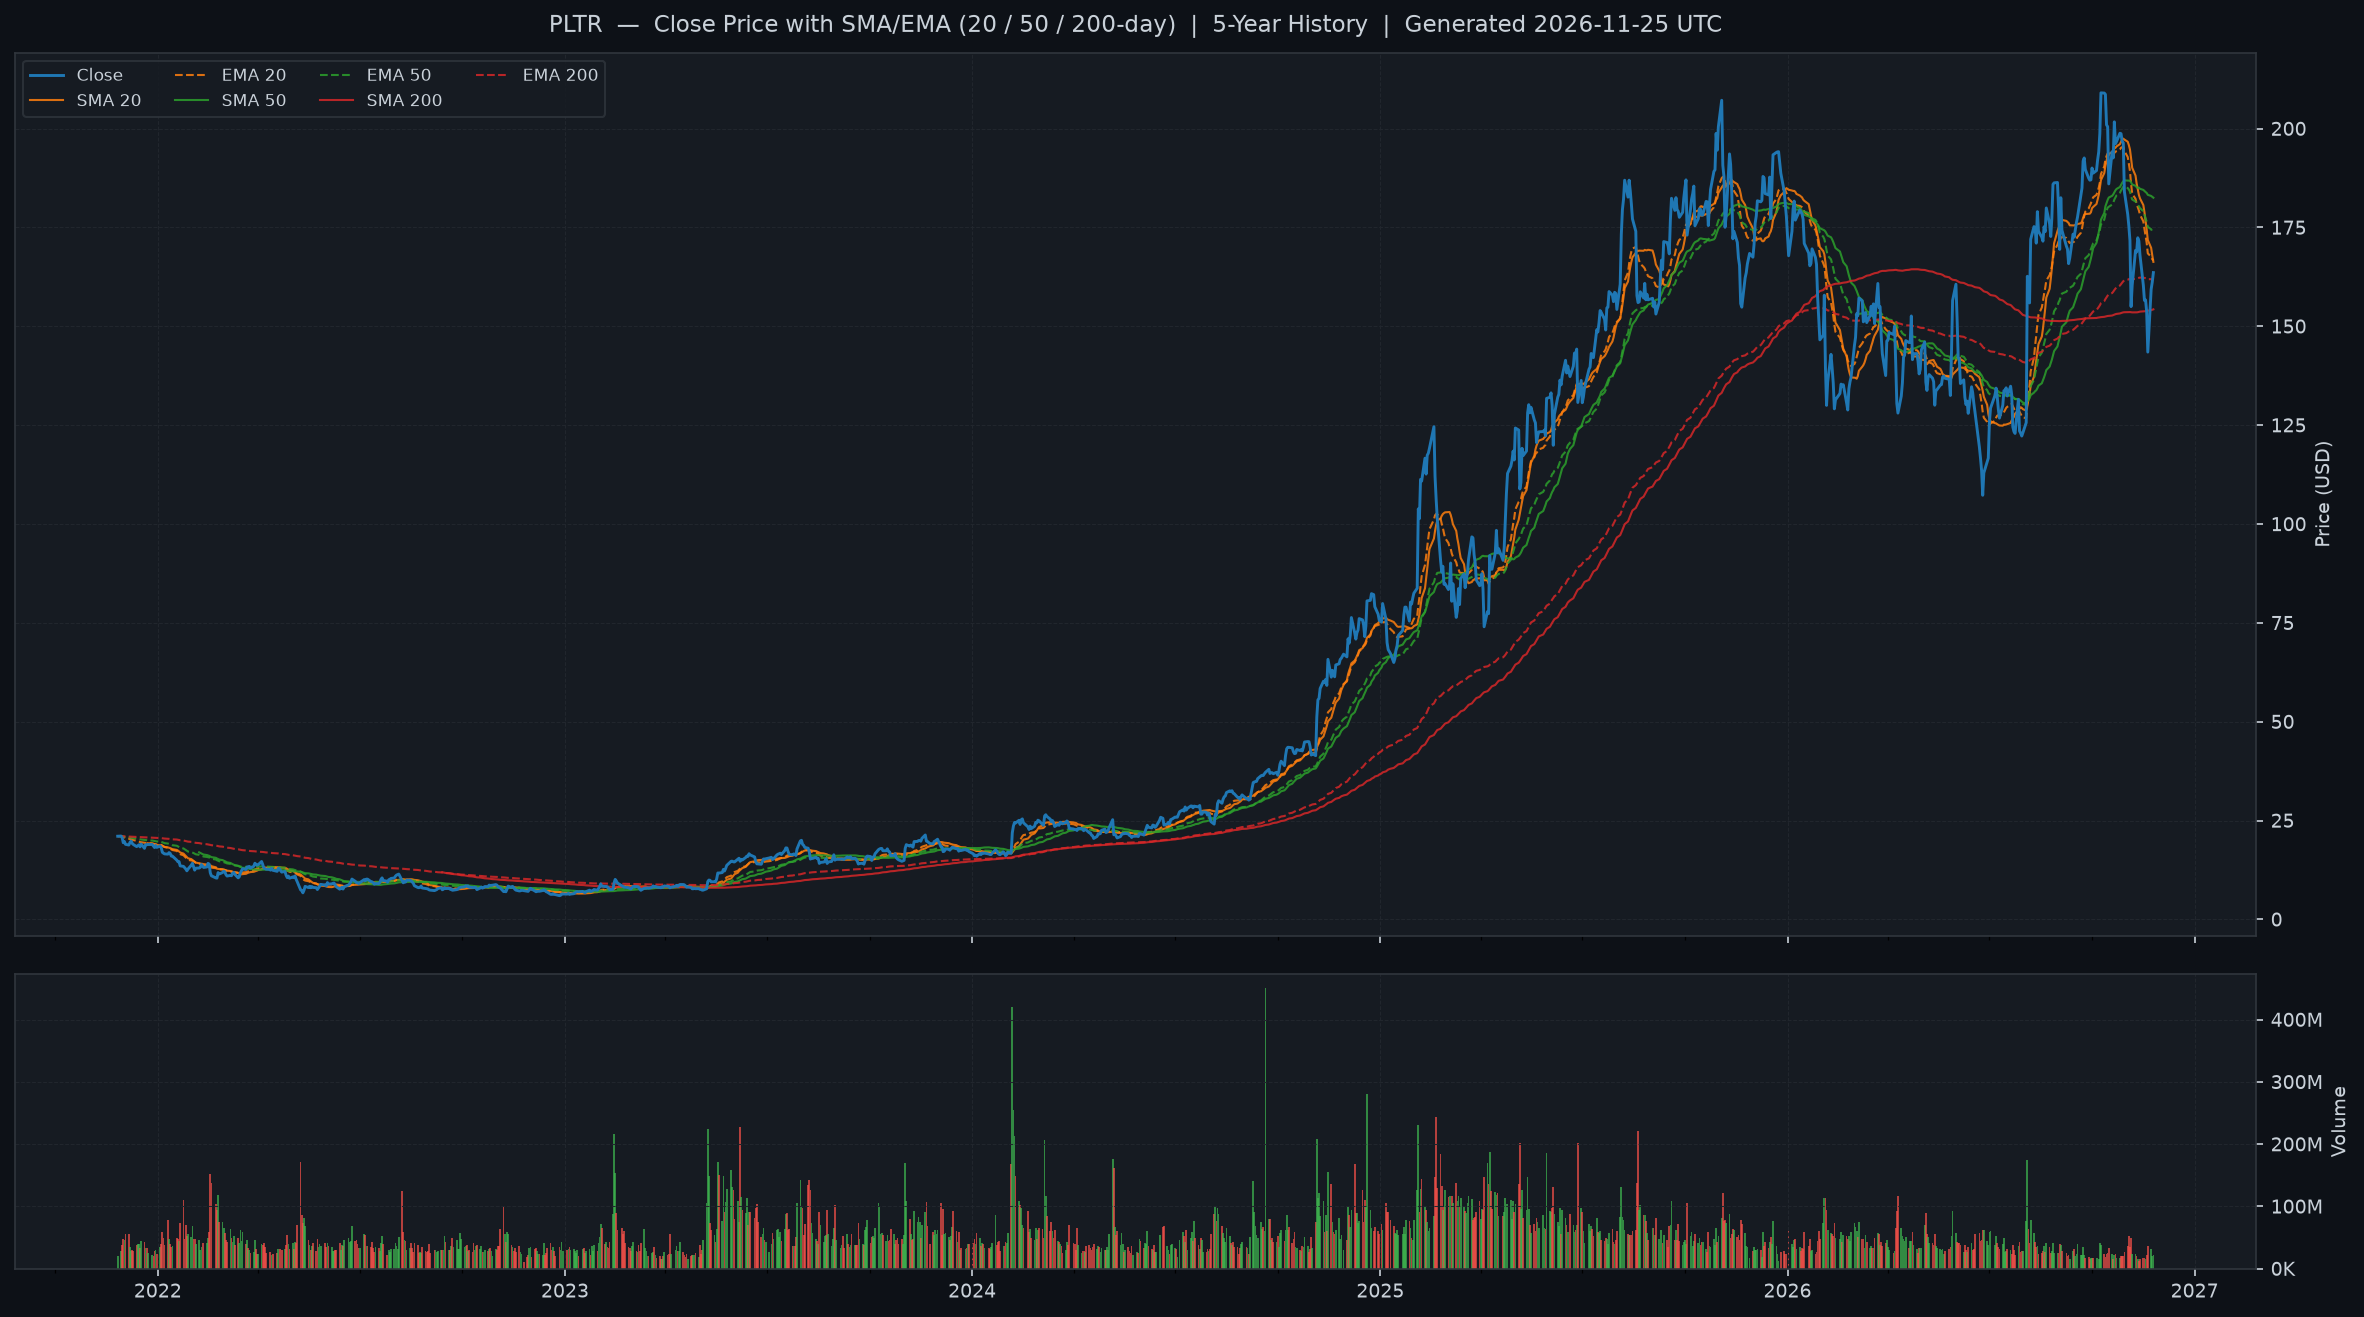 PLTR — Close Price with SMA/EMA (20 / 50 / 200-day) | 5-Year History | Generated 2026-11-25 UTC
Close EMA 20 EMA 50 EMA 200
SMA 20 SMA 50 SMA 200
200
175
150
125
100
75
50
25
0
Price (USD)
400M
300M
200M
100M
0K
Volume
2022 2023 2024 2025 2026 2027